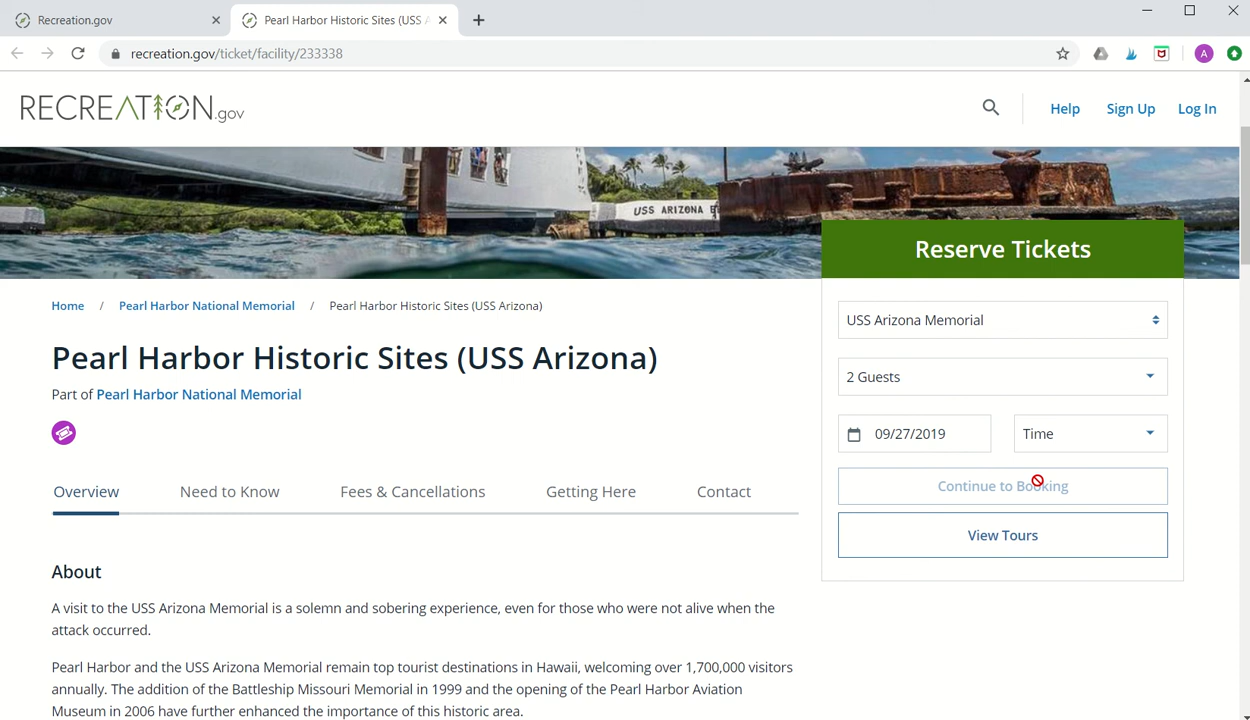 Recreation.gov
Pearl Harbor Historic Sites (USS A
recreation.gov/ticket/facility/233338
A
RECREATION.gov
Help
Sign Up
Log In
USS ARIZONA B
Reserve Tickets
USS Arizona Memorial
2 Guests
09/27/2019
Time
Continue to Booking
View Tours
Home / Pearl Harbor National Memorial / Pearl Harbor Historic Sites (USS Arizona)
Pearl Harbor Historic Sites (USS Arizona)
Part of Pearl Harbor National Memorial
Overview
Need to Know
Fees & Cancellations
Getting Here
Contact
About
A visit to the USS Arizona Memorial is a solemn and sobering experience, even for those who were not alive when the
attack occurred.
Pearl Harbor and the USS Arizona Memorial remain top tourist destinations in Hawaii, welcoming over 1,700,000 visitors
annually. The addition of the Battleship Missouri Memorial in 1999 and the opening of the Pearl Harbor Aviation
Museum in 2006 have further enhanced the importance of this historic area.